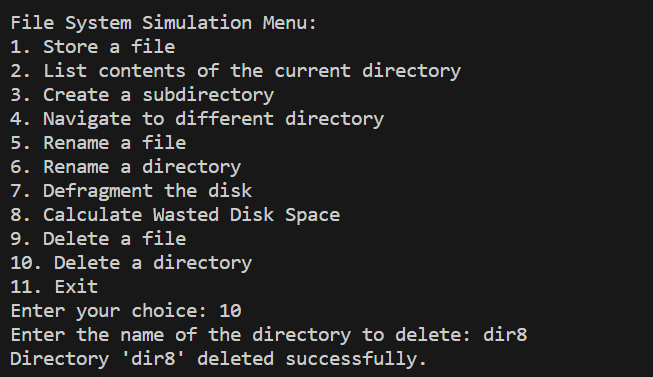 File System Simulation Menu:
1. Store a file
2. List contents of the current directory
3. Create a subdirectory
4. Navigate to different directory
5. Rename a file
6. Rename a directory
7. Defragment the disk
8. Calculate Wasted Disk Space
9. Delete a file
10. Delete a directory
11. Exit
Enter your choice: 10
Enter the name of the directory to delete: dir8
Directory 'dir8' deleted successfully.